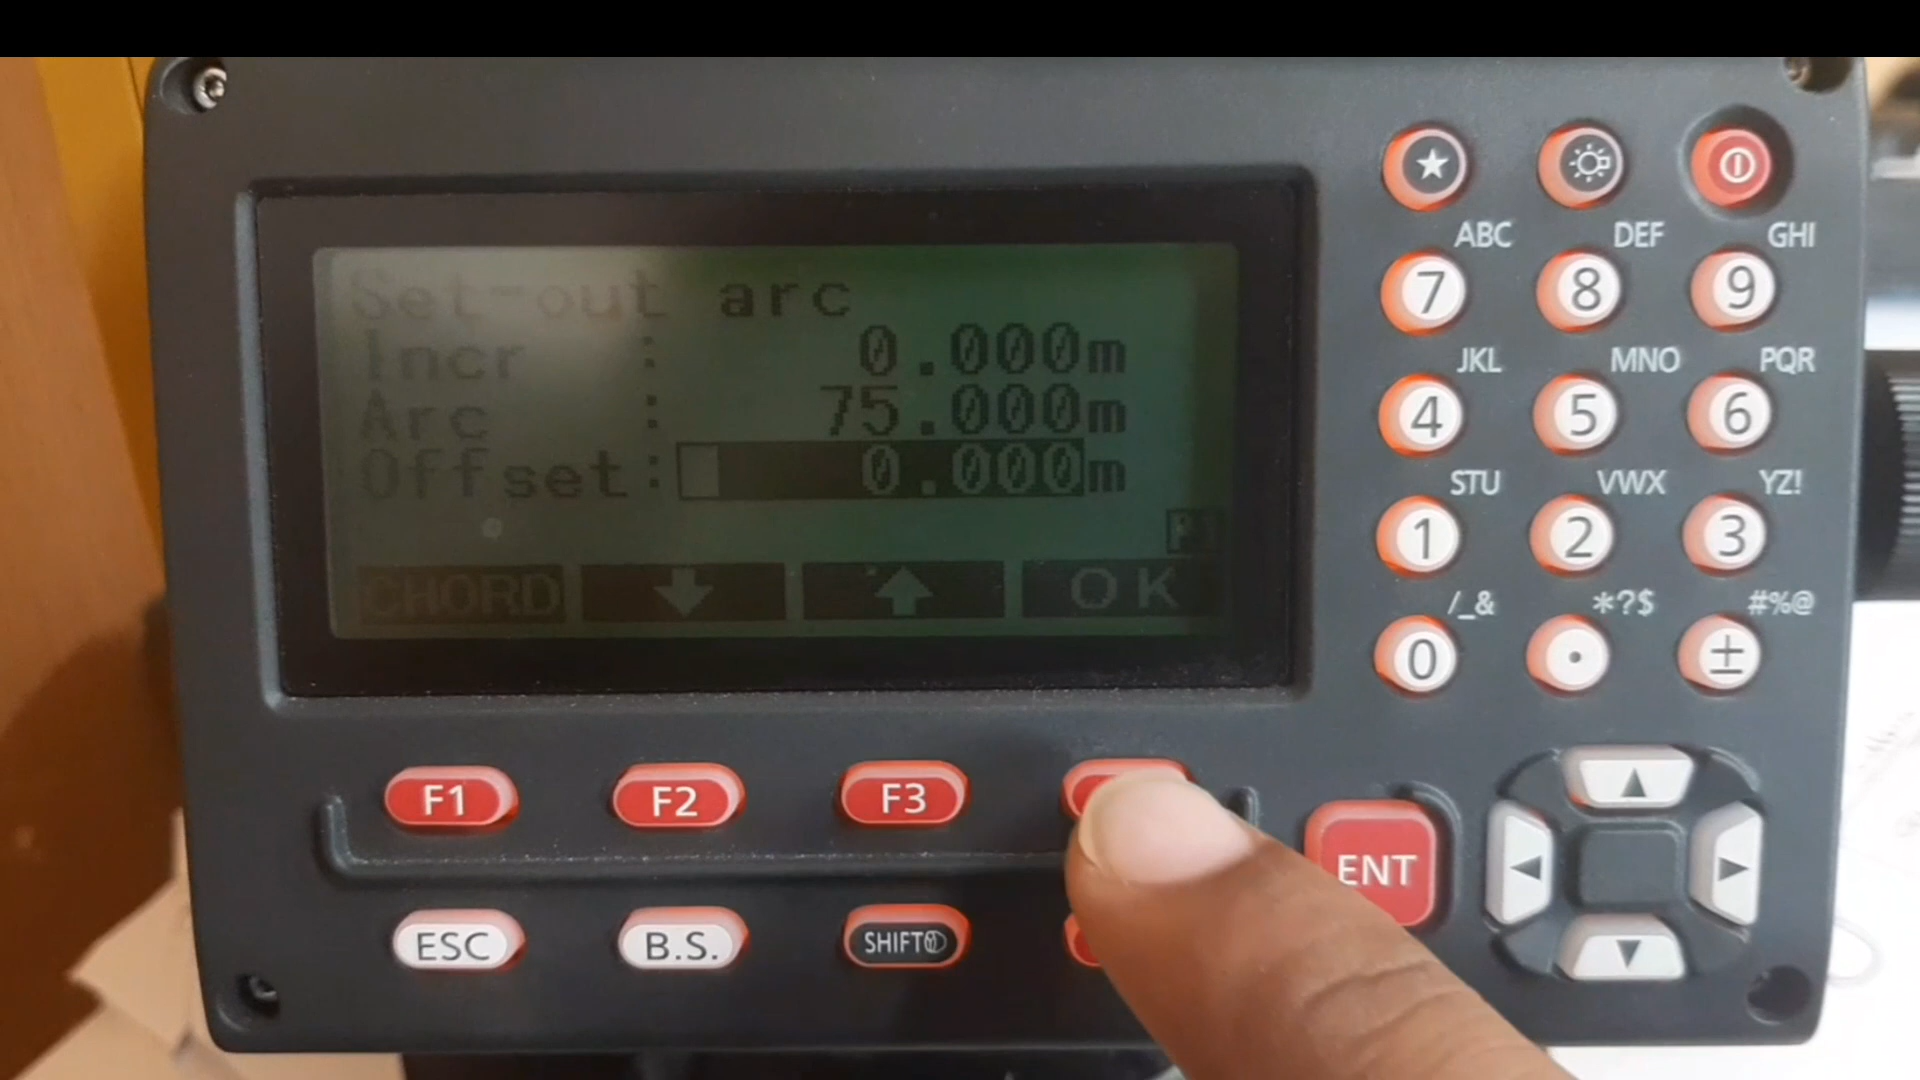 Set-out arc
Incr : 0.000m
Arc : 75.000m
Offset: 0.000m
P1
CHORD OK
ABC DEF GHI
7 8 9
JKL MNO PQR
4 5 6
STU VWX YZ!
1 2 3
/_& *?$ #%@
0 • ±
F1 F2 F3
ENT
ESC B.S. SHIFT